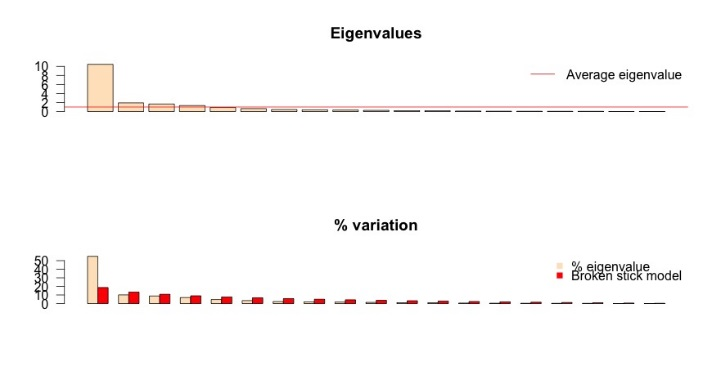 Eigenvalues
10
8
6
4
2
0
Average eigenvalue
% variation
50
40
30
20
10
0
% eigenvalue
Broken stick model